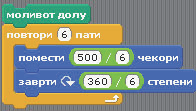 моливот долу
повтори 6 пати
помести 500 / 6 чекори
заврти 360 / 6 степени